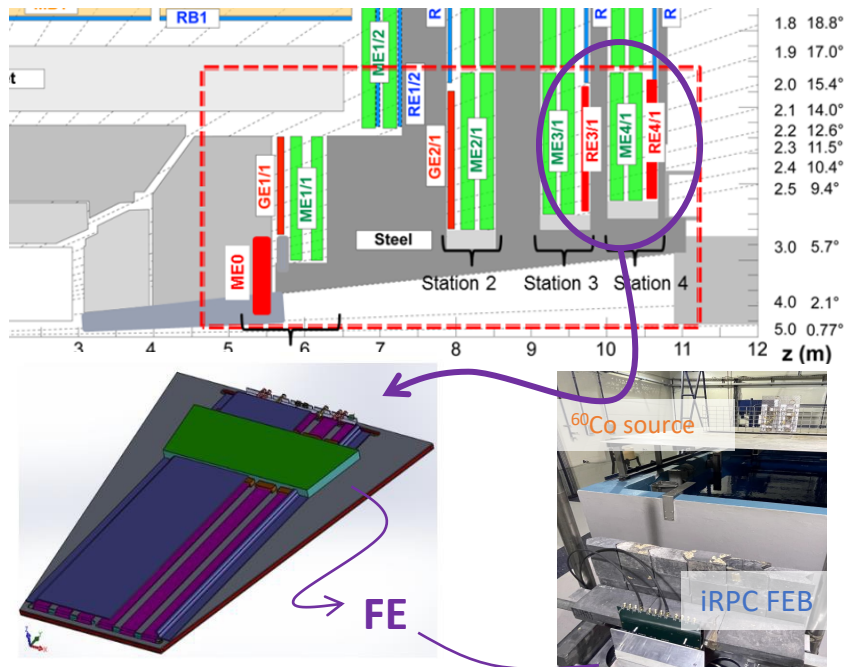 RB1
R
R
1.8 18.8°
1.9 17.0°
ME1/2
RE1/2
2.0 15.4°
2.1 14.0°
2.2 12.6°
2.3 11.5°
2.4 10.4°
2.5 9.4°
GE1/1
ME1/1
GE2/1
ME2/1
ME3/1
RE3/1
ME4/1
RE4/1
Steel
3.0 5.7°
ME0
Station 2
Station 3
Station 4
4.0 2.1°
5.0 0.77°
3 4 5 6 7 8 9 10 11 12
z (m)
60Co source
iRPC FEB
FE